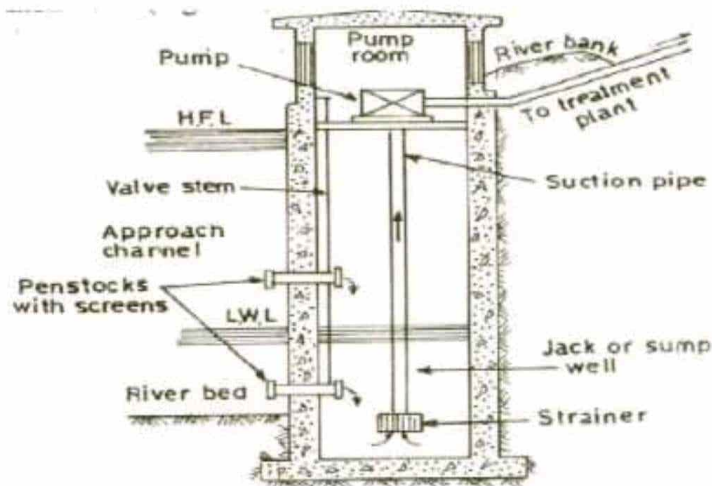 Pump
room
Pump
River bank
To treatment
plant
H.F.L
Valve stem
Suction pipe
Approach
channel
Penstocks
with screens
L.W.L
Jack or sump
well
River bed
Strainer